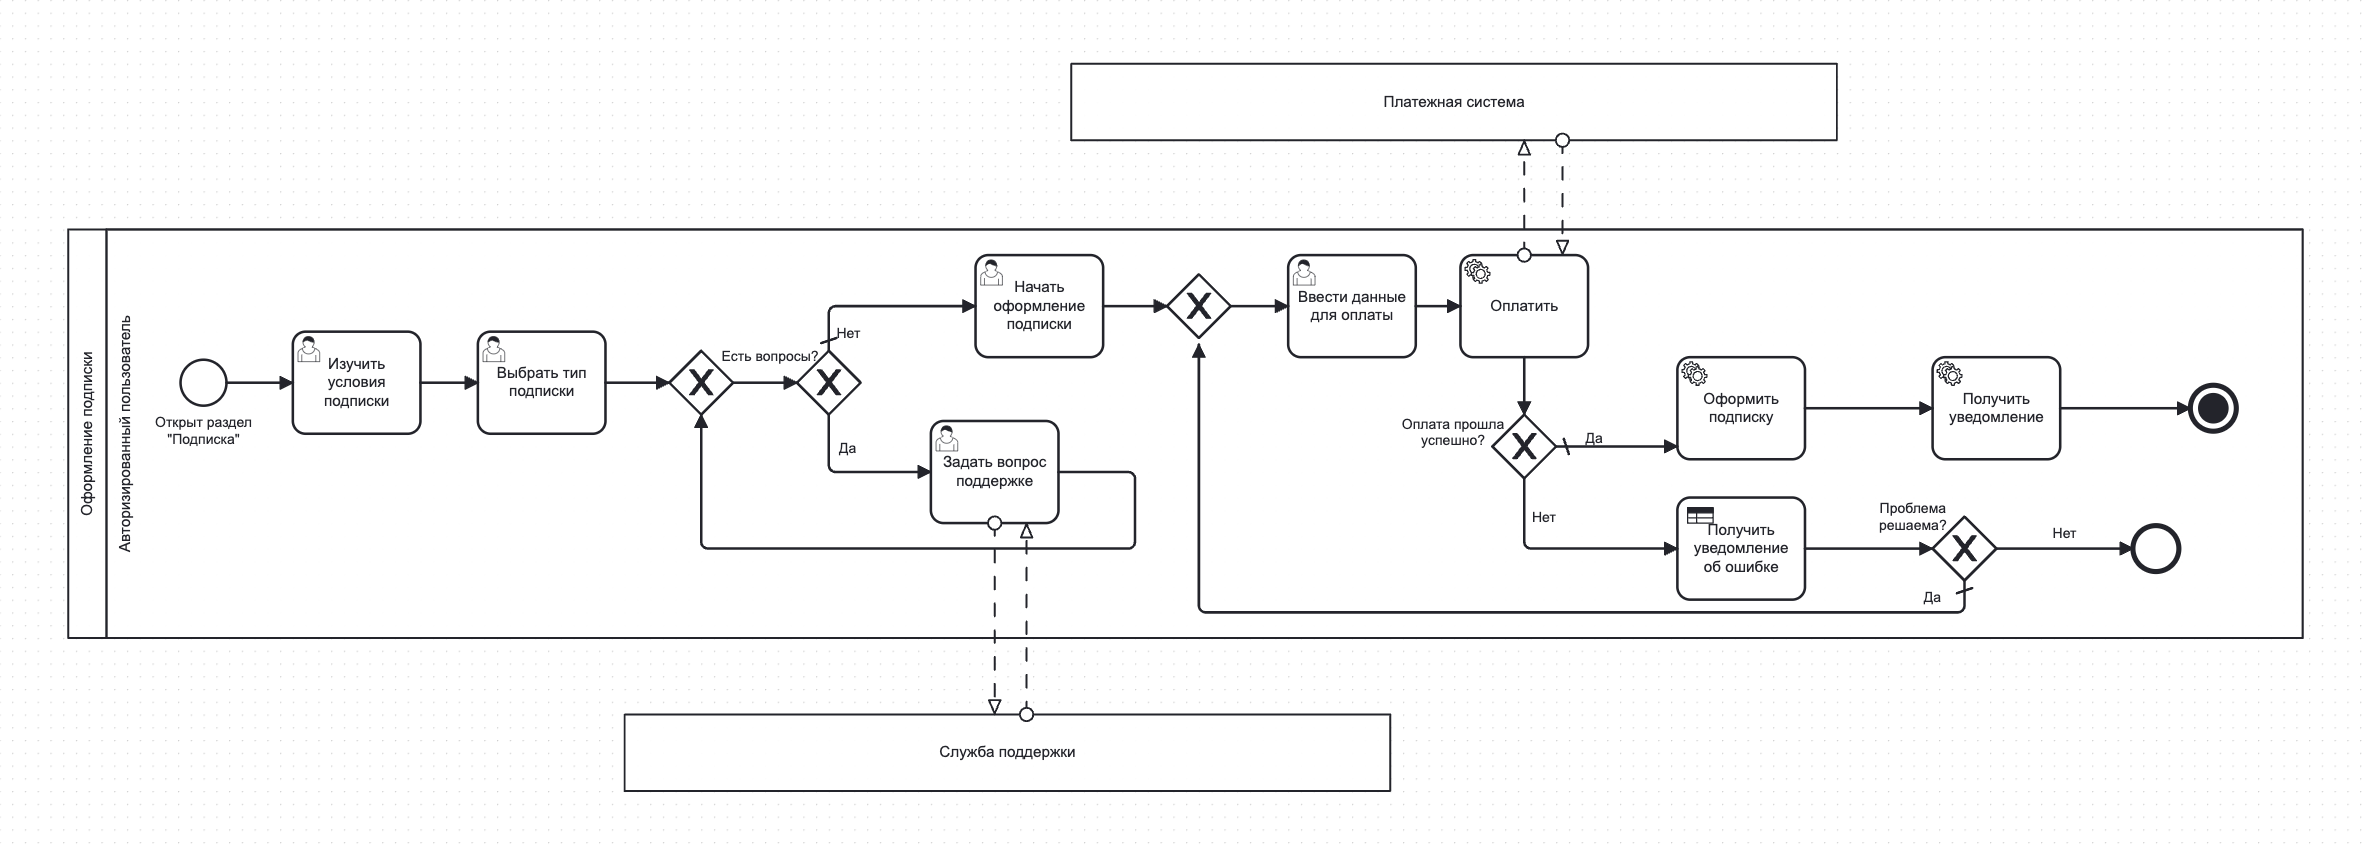 Платежная система
Оформление подписки
Авторизированный пользователь
Открыт раздел
"Подписка"
Изучить
условия
подписки
Выбрать тип
подписки
Есть вопросы?
Нет
Да
Начать
оформление
подписки
Задать вопрос
поддержке
Ввести данные
для оплаты
Оплатить
Оплата прошла
успешно?
Да
Нет
Оформить
подписку
Получить
уведомление
Получить
уведомление
об ошибке
Проблема
решаема?
Нет
Да
Служба поддержки